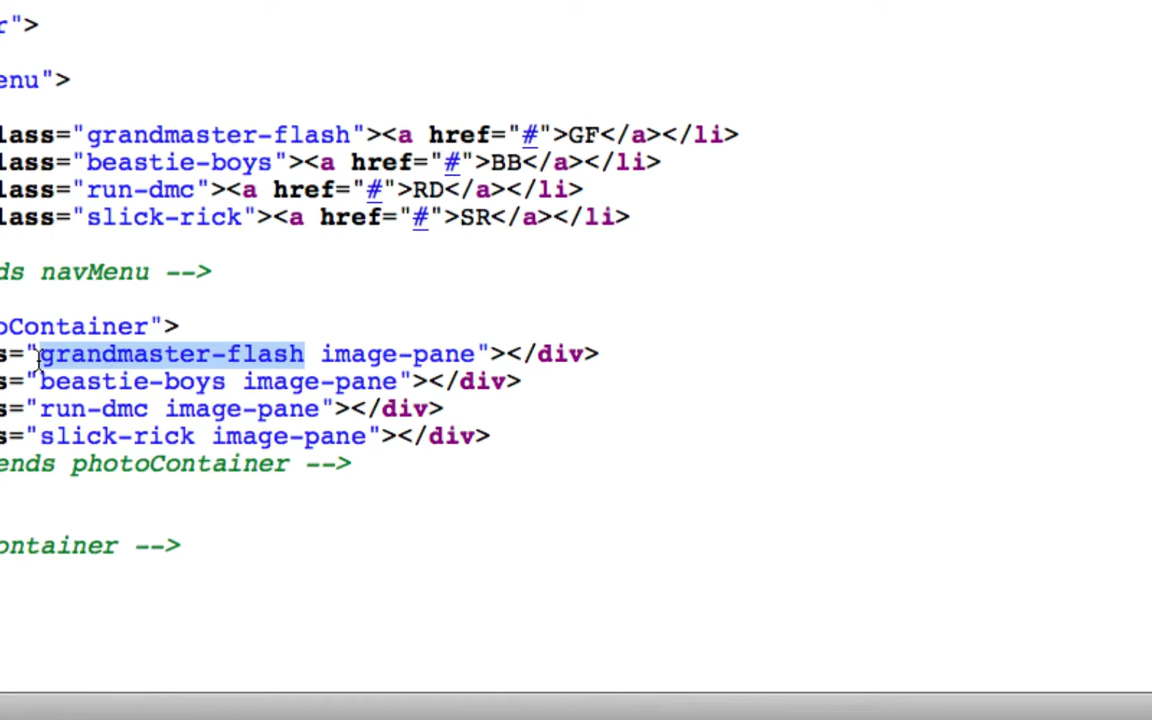 r">
enu">
lass="grandmaster-flash"><a href="#">GF</a></li>
lass="beastie-boys"><a href="#">BB</a></li>
lass="run-dmc"><a href="#">RD</a></li>
lass="slick-rick"><a href="#">SR</a></li>
ds navMenu -->
oContainer">
s="grandmaster-flash image-pane"></div>
s="beastie-boys image-pane"></div>
s="run-dmc image-pane"></div>
s="slick-rick image-pane"></div>
ends photoContainer -->
ontainer -->